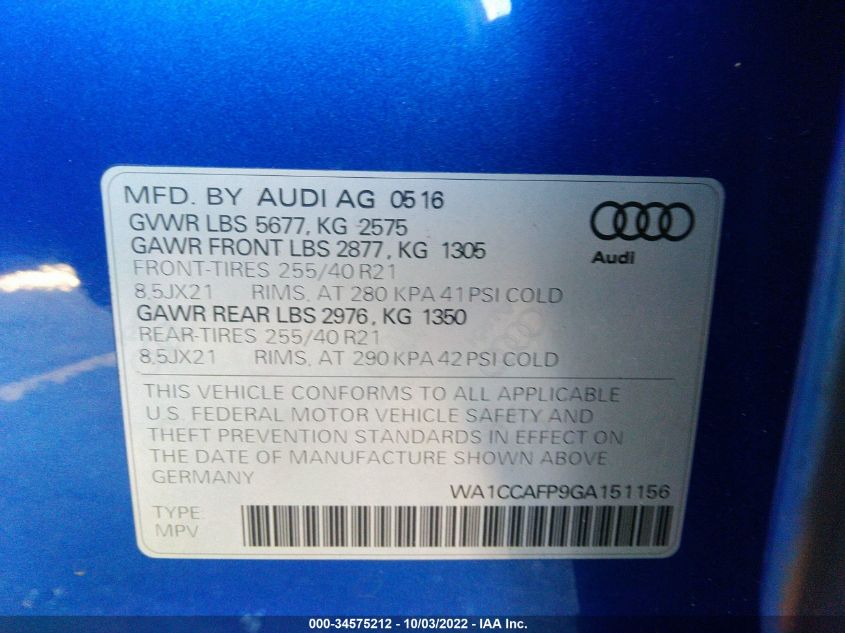 MFD. BY AUDI AG 0516
GVWR LBS 5677, KG 2575
GAWR FRONT LBS 2877, KG 1305
FRONT-TIRES 255/40 R21
8.5JX21 RIMS, AT 280 KPA 41 PSI COLD
GAWR REAR LBS 2976, KG 1350
REAR-TIRES 255/40 R21
8.5JX21 RIMS, AT 290 KPA 42 PSI COLD
Audi
THIS VEHICLE CONFORMS TO ALL APPLICABLE
U.S. FEDERAL MOTOR VEHICLE SAFETY AND
THEFT PREVENTION STANDARDS IN EFFECT ON
THE DATE OF MANUFACTURE SHOWN ABOVE
GERMANY
WA1CCAFP9GA151156
TYPE:
MPV
000-34575212 - 10/03/2022 - IAA Inc.